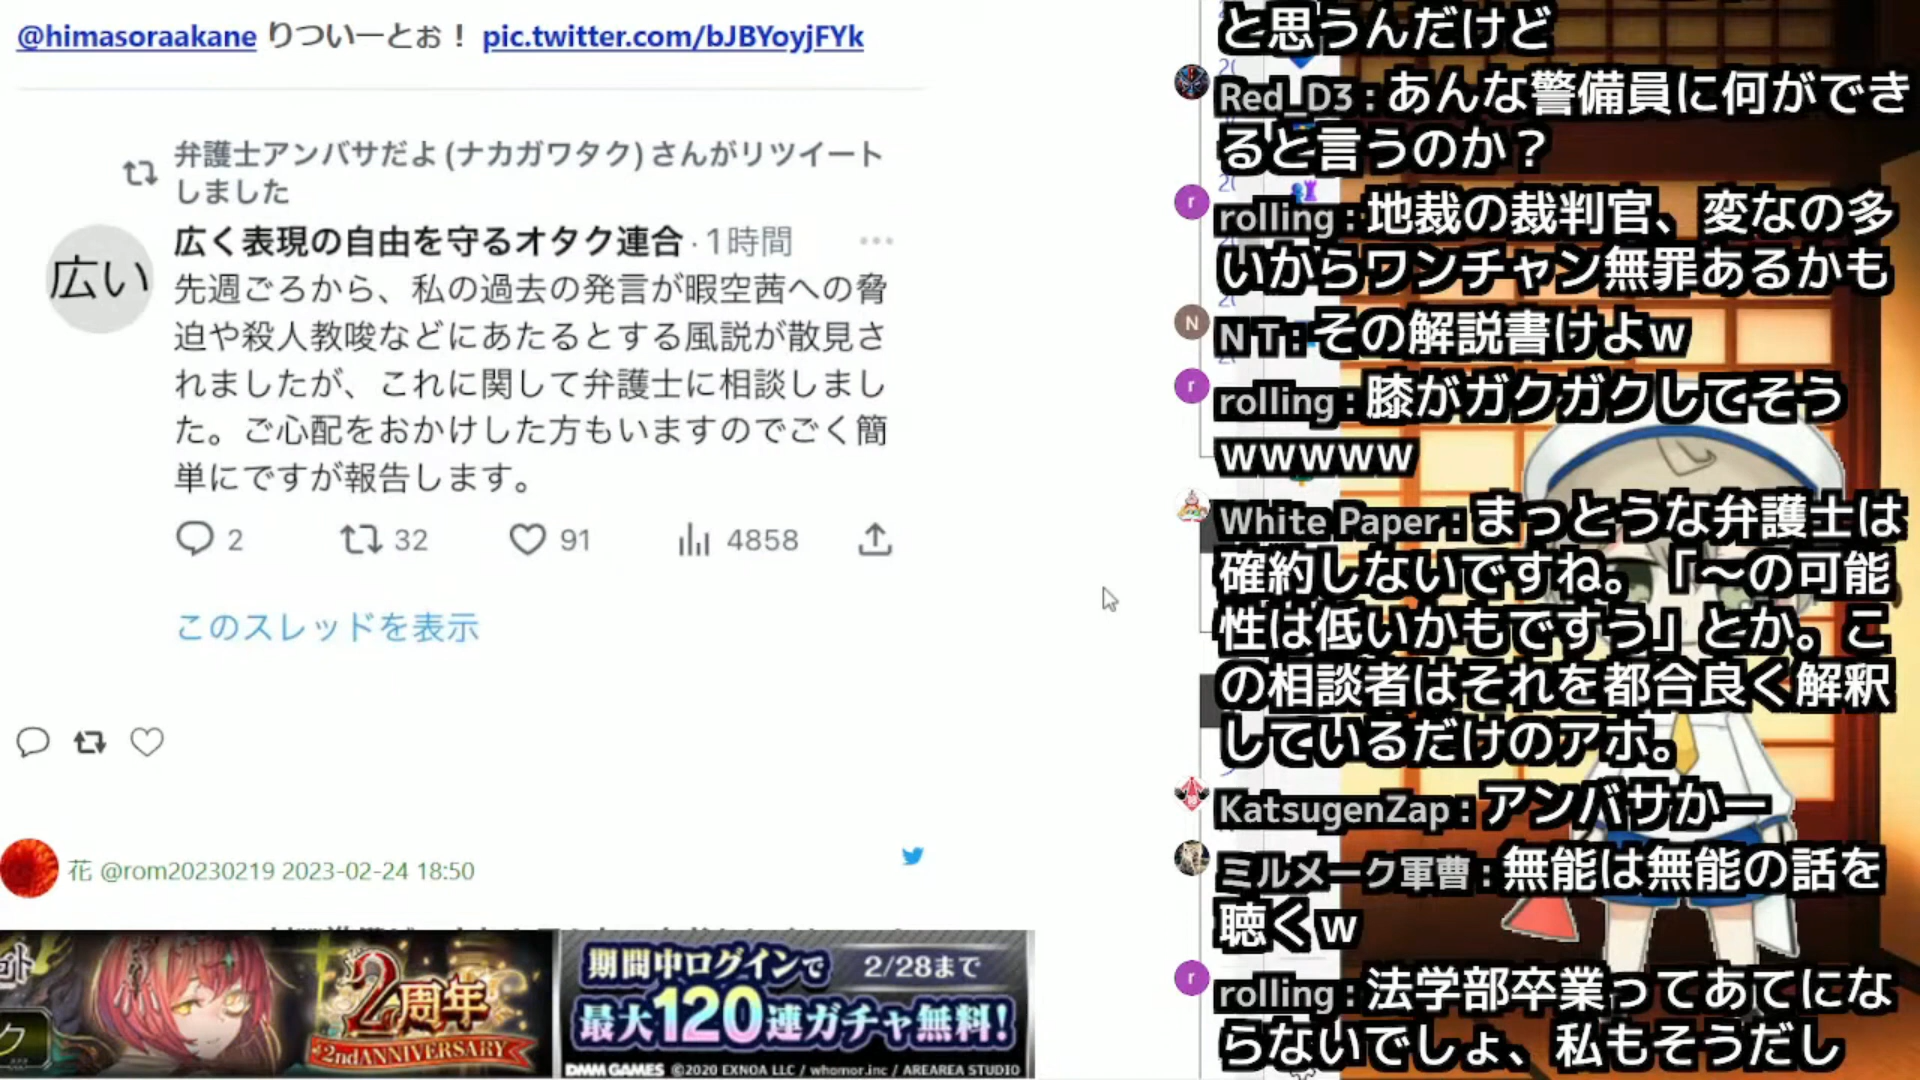 @himasoraakane りついーとぉ！ pic.twitter.com/bJBYoyjFYk
弁護士アンバサだよ(ナカガワタク)さんがリツイート
しました
広い
広く表現の自由を守るオタク連合 · 1時間
先週ごろから、私の過去の発言が暇空茜への脅
迫や殺人教唆などにあたるとする風説が散見さ
れましたが、これに関して弁護士に相談しまし
た。ご心配をおかけした方もいますのでごく簡
単にですが報告します。
2 32 91 4858
このスレッドを表示
花 @rom20230219 2023-02-24 18:50
2周年
2nd ANNIVERSARY
期間中ログインで 2/28まで
最大120連ガチャ無料!
DMM GAMES ©2020 EXNOA LLC / whomor.inc / AREAREA STUDIO
と思うんだけど
Red_D3 : あんな警備員に何ができ
ると言うのか？
rolling : 地裁の裁判官、変なの多
いからワンチャン無罪あるかも
N T : その解説書けよw
rolling : 膝がガクガクしてそう
wwwww
White Paper : まっとうな弁護士は
確約しないですね。「～の可能
性は低いかもですう」とか。こ
の相談者はそれを都合良く解釈
しているだけのアホ。
KatsugenZap : アンバサかー
ミルメーク軍曹 : 無能は無能の話を
聴くw
rolling : 法学部卒業ってあてにな
らないでしょ、私もそうだし